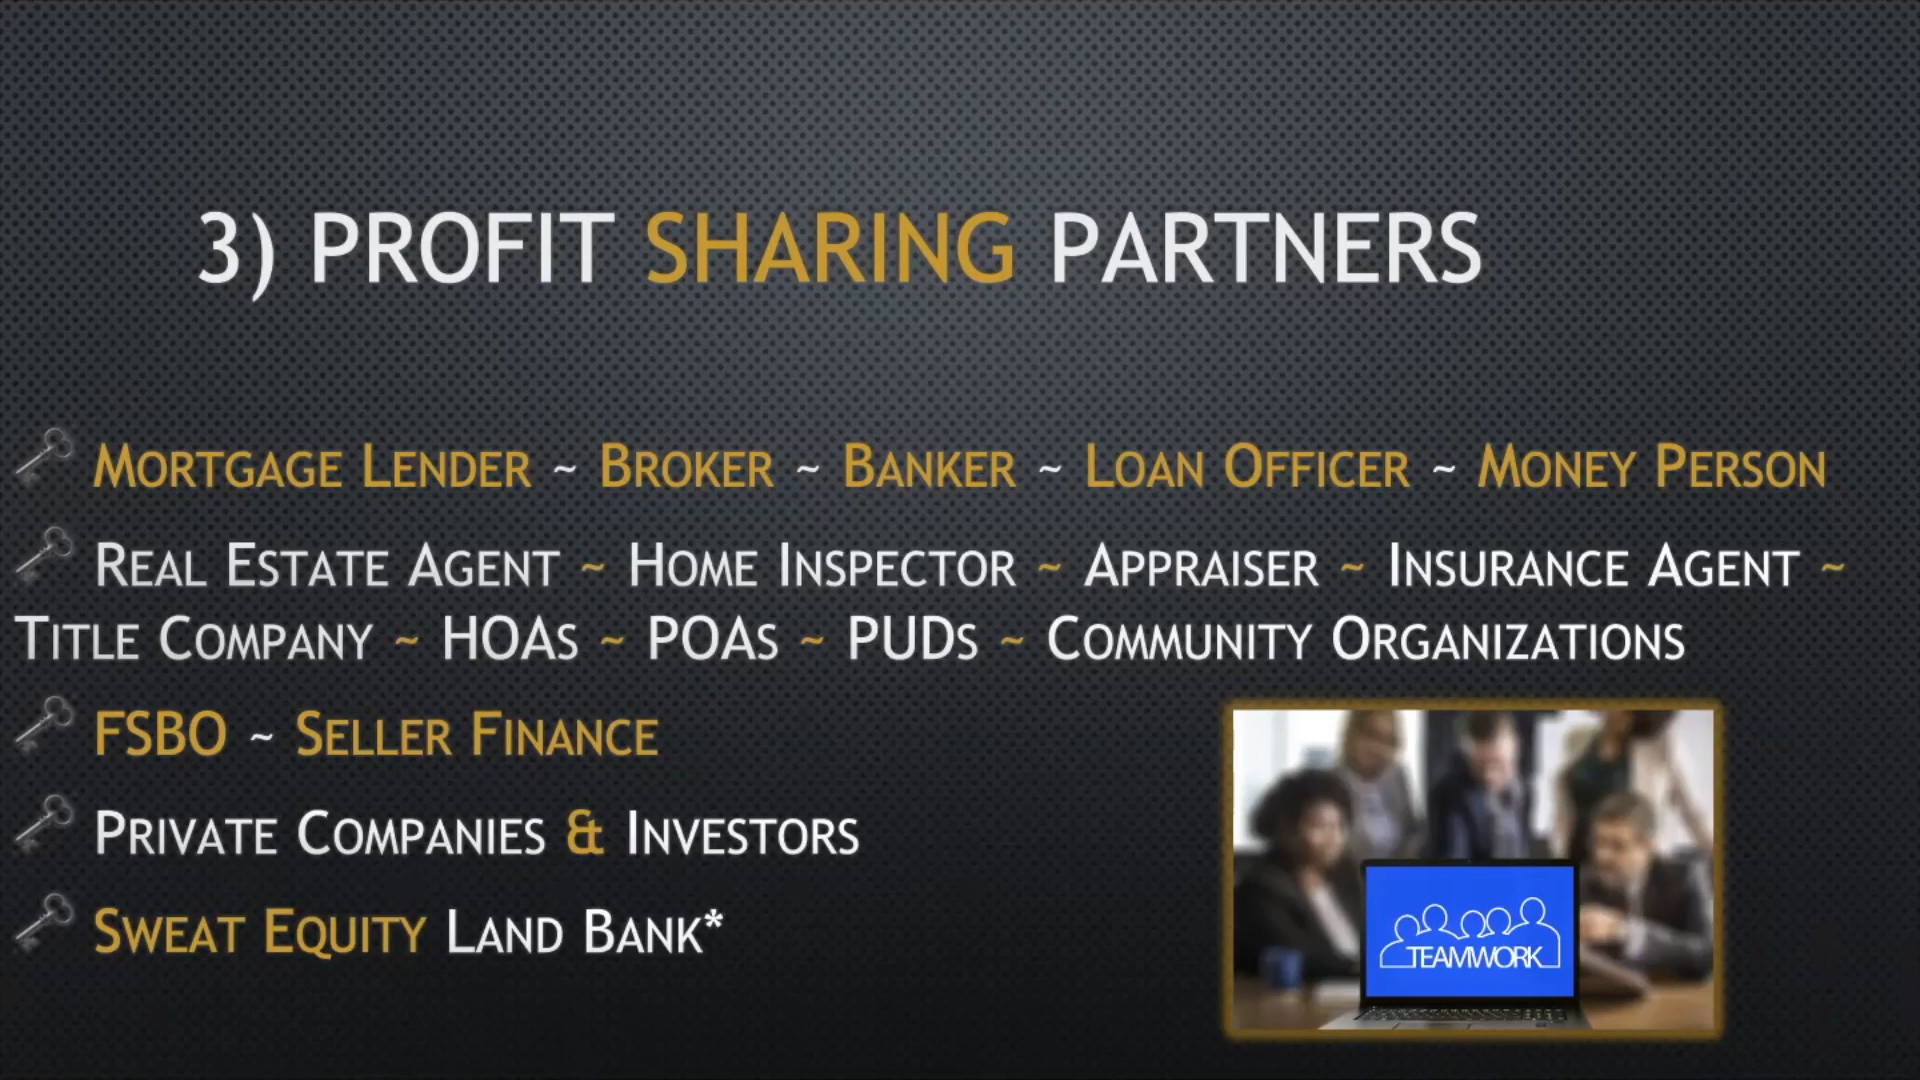 3) PROFIT SHARING PARTNERS
MORTGAGE LENDER ~ BROKER ~ BANKER ~ LOAN OFFICER ~ MONEY PERSON
REAL ESTATE AGENT ~ HOME INSPECTOR ~ APPRAISER ~ INSURANCE AGENT ~
TITLE COMPANY ~ HOAS ~ POAS ~ PUDS ~ COMMUNITY ORGANIZATIONS
FSBO ~ SELLER FINANCE
PRIVATE COMPANIES & INVESTORS
SWEAT EQUITY LAND BANK*
TEAMWORK